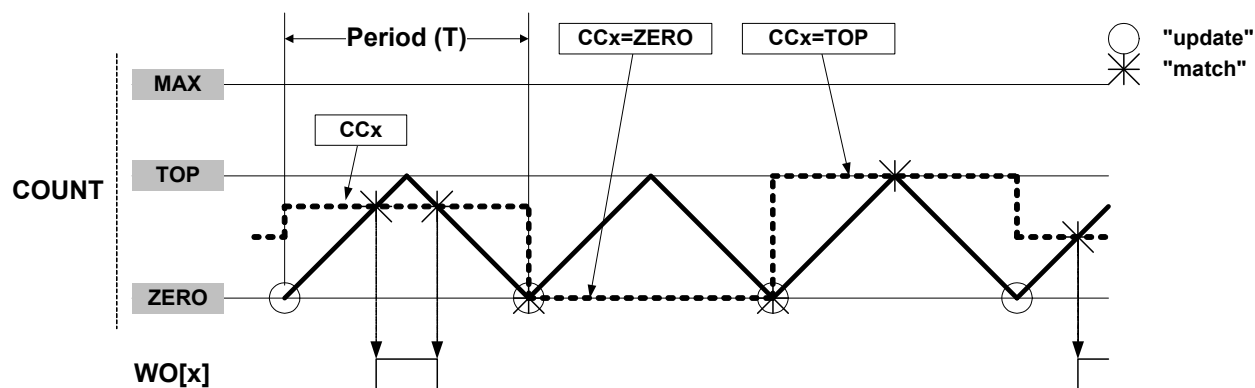 Period (T)
CCx=ZERO
CCx=TOP
"update"
"match"
MAX
CCx
TOP
COUNT
ZERO
WO[x]